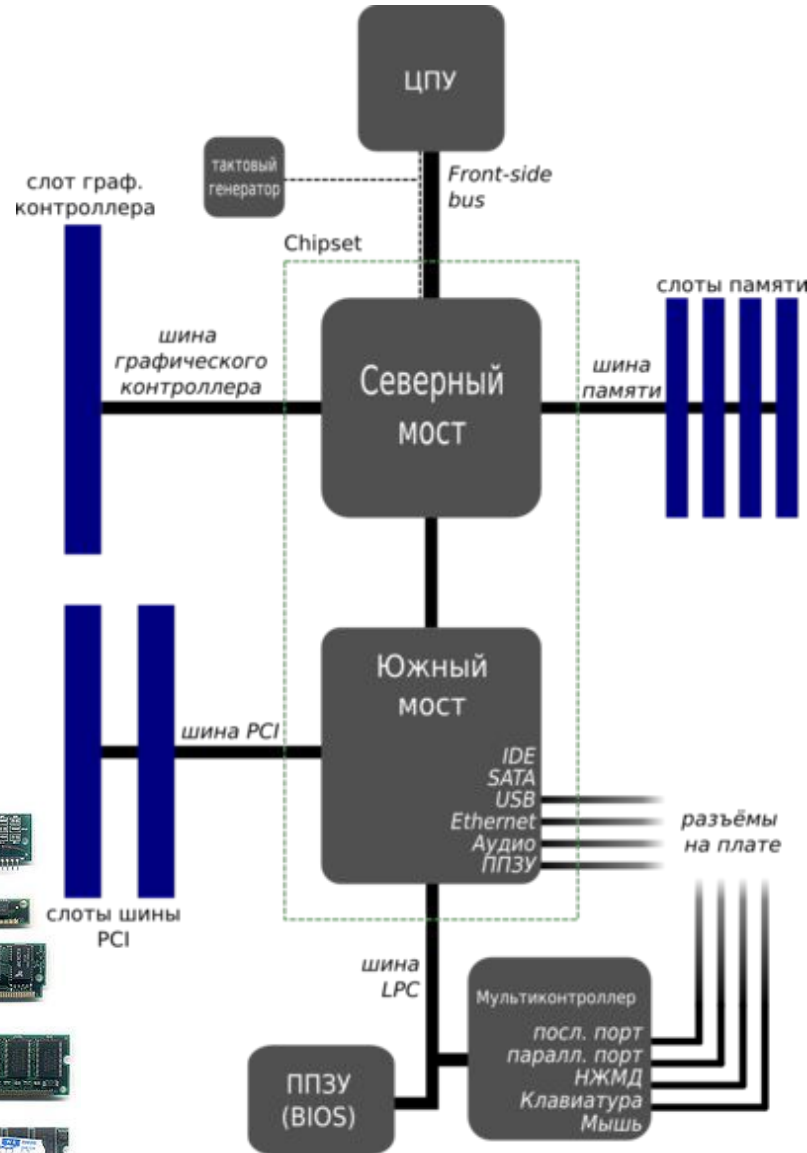 ЦПУ
тактовый
генератор
Front-side
bus
слот граф.
контроллера
Chipset
слоты памяти
шина
графического
контроллера
Северный
мост
шина
памяти
Южный
мост
шина PCI
IDE
SATA
USB
Ethernet
Аудио
ППЗУ
разъёмы
на плате
слоты шины
PCI
шина
LPC
Мультиконтроллер
посл. порт
паралл. порт
НЖМД
Клавиатура
Мышь
ППЗУ
(BIOS)